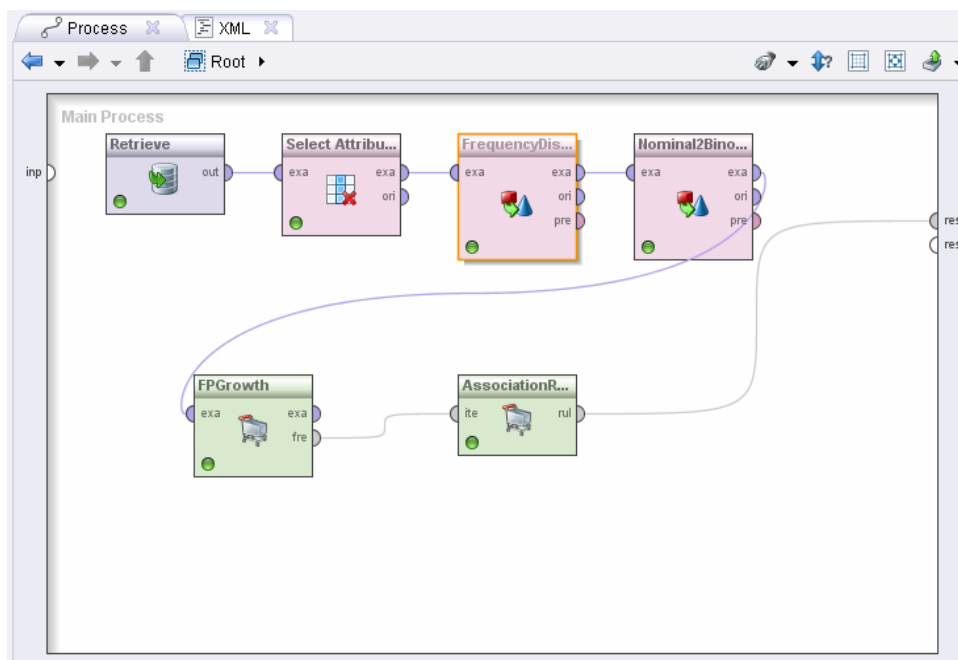 Process
XML
Root
Main Process
inp
Retrieve
out
Select Attribu...
exa exa
ori
FrequencyDis...
exa exa
ori
pre
Nominal2Bino...
exa exa
ori
pre
res
res
FPGrowth
exa exa
fre
AssociationR...
ite rul